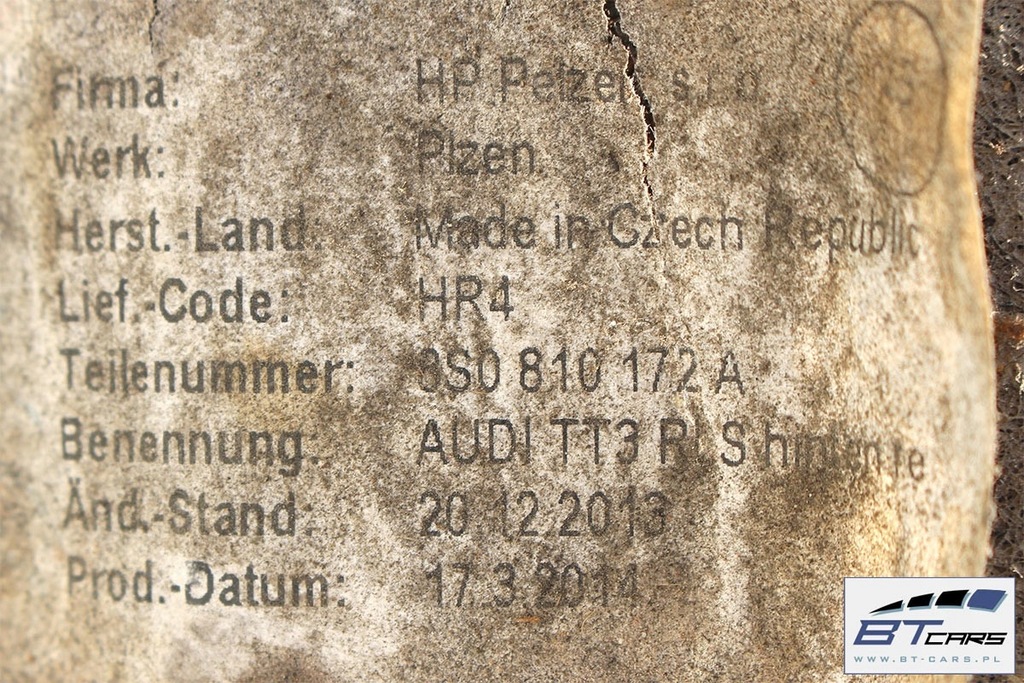 Firma: HP Pelzer s.r.o
Werk: Plzen
Herst.-Land: Made in Czech Republic
Lief.-Code: HR4
Teilenummer: 8S0 810 172 A
Benennung: AUDI TT3 RLS hinten re
Änd.-Stand: 20.12.2013
Prod.-Datum: 17.3.2014
BT CARS
WWW.BT-CARS.PL